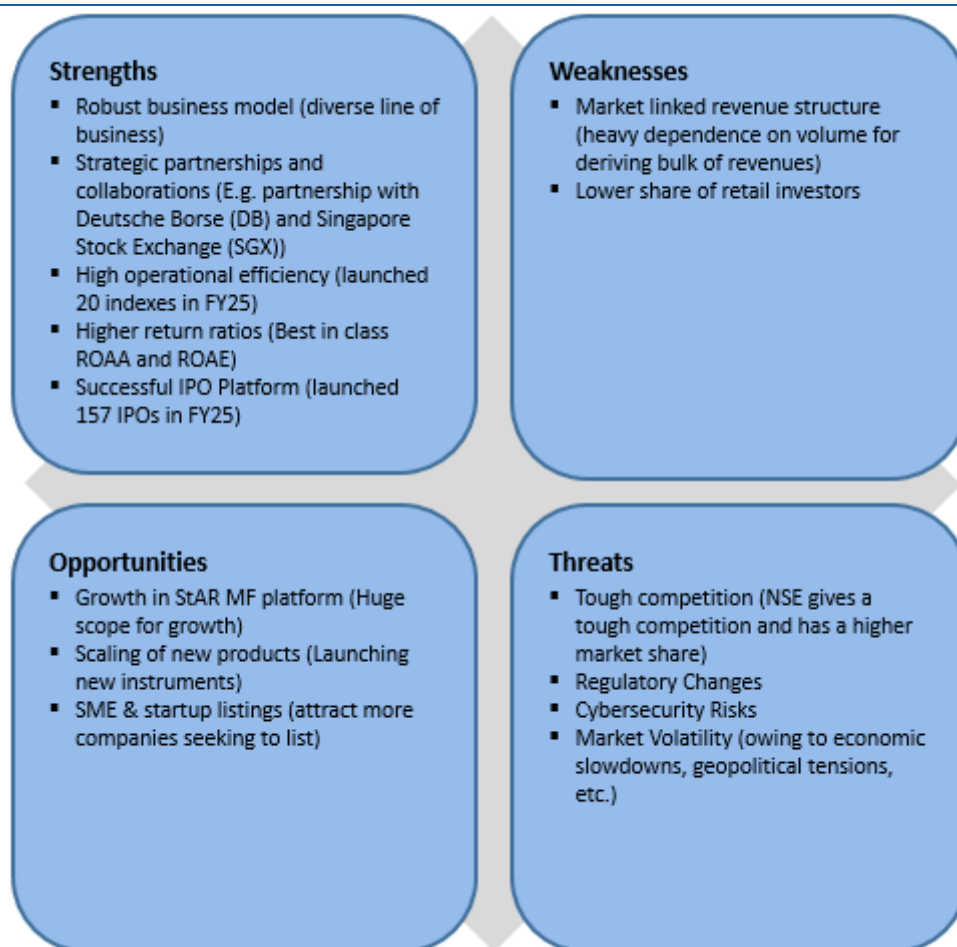 Strengths
▪ Robust business model (diverse line of
business)
▪ Strategic partnerships and
collaborations (E.g. partnership with
Deutsche Borse (DB) and Singapore
Stock Exchange (SGX))
▪ High operational efficiency (launched
20 indexes in FY25)
▪ Higher return ratios (Best in class
ROAA and ROAE)
▪ Successful IPO Platform (launched
157 IPOs in FY25)
Weaknesses
▪ Market linked revenue structure
(heavy dependence on volume for
deriving bulk of revenues)
▪ Lower share of retail investors
Opportunities
▪ Growth in StAR MF platform (Huge
scope for growth)
▪ Scaling of new products (Launching
new instruments)
▪ SME & startup listings (attract more
companies seeking to list)
Threats
▪ Tough competition (NSE gives a
tough competition and has a higher
market share)
▪ Regulatory Changes
▪ Cybersecurity Risks
▪ Market Volatility (owing to economic
slowdowns, geopolitical tensions,
etc.)